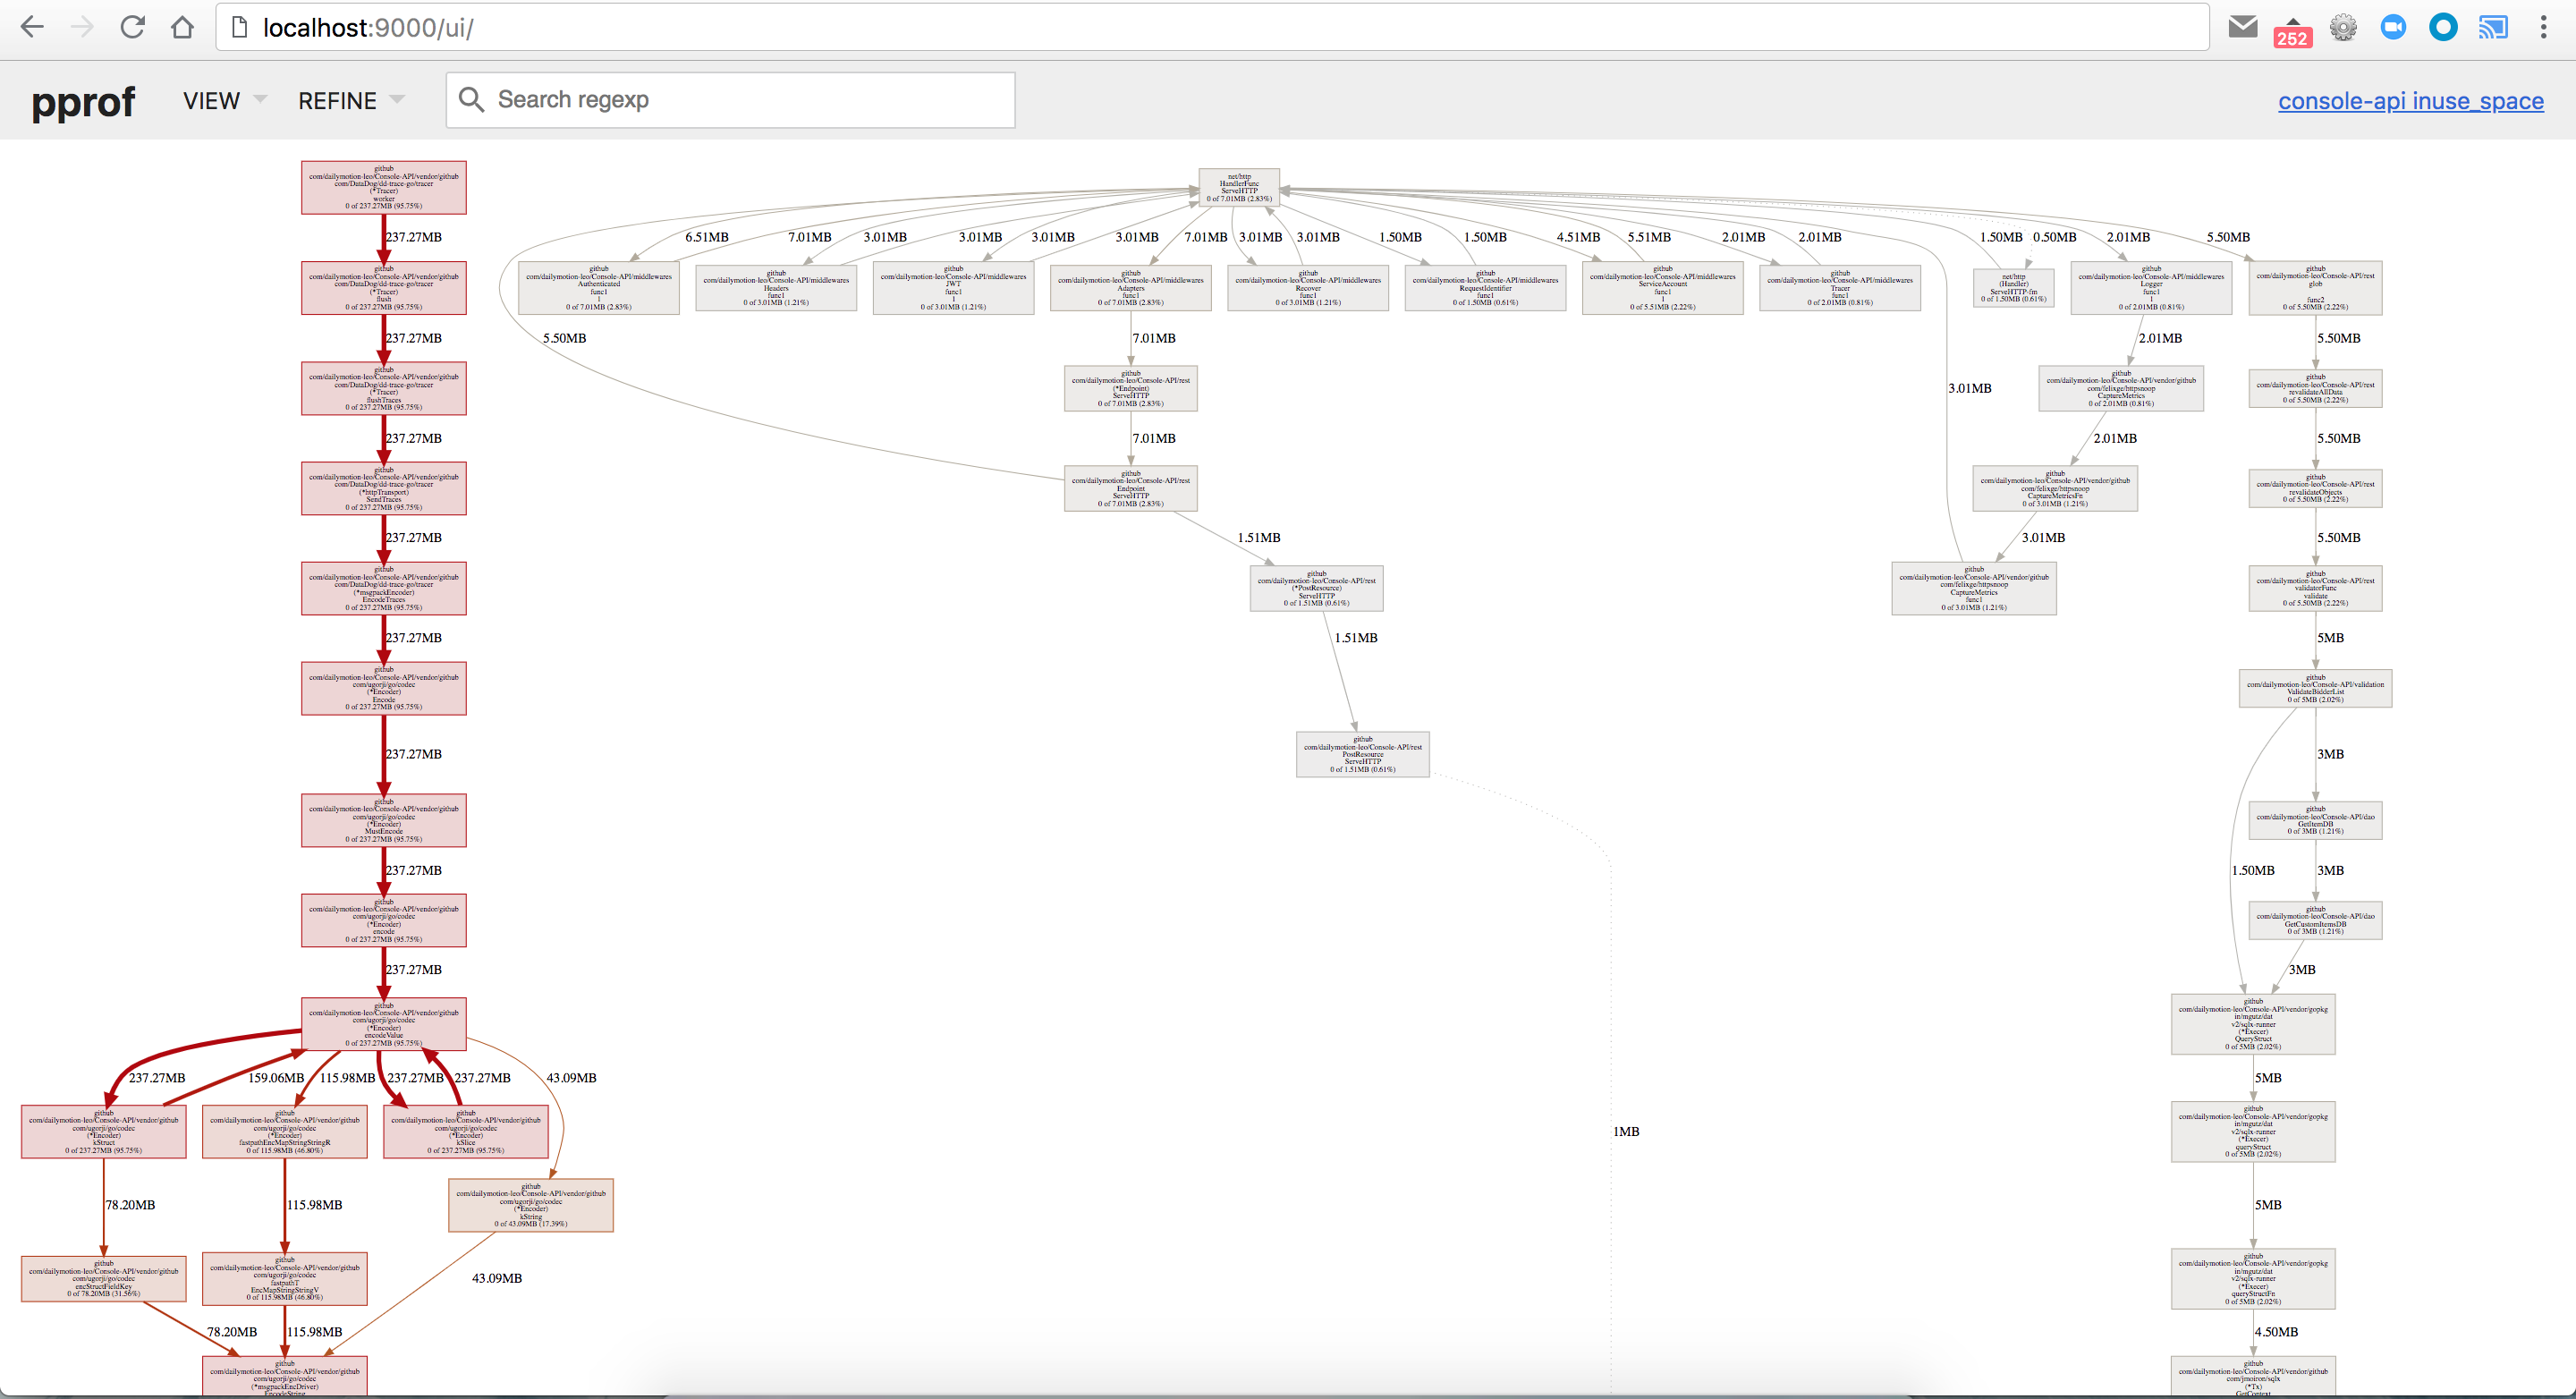 localhost:9000/ui/
252
pprof
VIEW
REFINE
Search regexp
console-api inuse_space
github
com/dailymotion-leo/Console-API/vendor/github
com/DataDog/dd-trace-go/tracer
(*Tracer)
worker
0 of 237.27MB (95.75%)
237.27MB
github
com/dailymotion-leo/Console-API/vendor/github
com/DataDog/dd-trace-go/tracer
(*Tracer)
flush
0 of 237.27MB (95.75%)
237.27MB
github
com/dailymotion-leo/Console-API/vendor/github
com/DataDog/dd-trace-go/tracer
(*Tracer)
flushTraces
0 of 237.27MB (95.75%)
237.27MB
github
com/dailymotion-leo/Console-API/vendor/github
com/DataDog/dd-trace-go/tracer
(*httpTransport)
SendTraces
0 of 237.27MB (95.75%)
237.27MB
github
com/dailymotion-leo/Console-API/vendor/github
com/DataDog/dd-trace-go/tracer
(*msgpackEncoder)
EncodeTraces
0 of 237.27MB (95.75%)
237.27MB
github
com/dailymotion-leo/Console-API/vendor/github
com/ugorji/go/codec
(*Encoder)
Encode
0 of 237.27MB (95.75%)
237.27MB
github
com/dailymotion-leo/Console-API/vendor/github
com/ugorji/go/codec
(*Encoder)
MustEncode
0 of 237.27MB (95.75%)
237.27MB
github
com/dailymotion-leo/Console-API/vendor/github
com/ugorji/go/codec
(*Encoder)
encode
0 of 237.27MB (95.75%)
237.27MB
github
com/dailymotion-leo/Console-API/vendor/github
com/ugorji/go/codec
(*Encoder)
encodeValue
0 of 237.27MB (95.75%)
237.27MB
159.06MB
115.98MB
237.27MB
237.27MB
43.09MB
github
com/dailymotion-leo/Console-API/vendor/github
com/ugorji/go/codec
(*Encoder)
kStruct
0 of 237.27MB (95.75%)
github
com/dailymotion-leo/Console-API/vendor/github
com/ugorji/go/codec
(*Encoder)
fastpathEncMapStringStringR
0 of 115.98MB (46.80%)
github
com/dailymotion-leo/Console-API/vendor/github
com/ugorji/go/codec
(*Encoder)
kSlice
0 of 237.27MB (95.75%)
78.20MB
115.98MB
github
com/dailymotion-leo/Console-API/vendor/github
com/ugorji/go/codec
(*Encoder)
kString
0 of 43.09MB (17.39%)
github
com/dailymotion-leo/Console-API/vendor/github
com/ugorji/go/codec
encStructFieldKey
0 of 78.20MB (31.56%)
github
com/dailymotion-leo/Console-API/vendor/github
com/ugorji/go/codec
fastpathT
EncMapStringStringV
0 of 115.98MB (46.80%)
43.09MB
78.20MB
115.98MB
github
com/dailymotion-leo/Console-API/vendor/github
com/ugorji/go/codec
(*msgpackEncDriver)
EncodeString
net/http
HandlerFunc
ServeHTTP
0 of 7.01MB (2.83%)
6.51MB
7.01MB
3.01MB
3.01MB
3.01MB
3.01MB
7.01MB
3.01MB
3.01MB
1.50MB
1.50MB
4.51MB
5.51MB
2.01MB
2.01MB
1.50MB
0.50MB
2.01MB
5.50MB
github
com/dailymotion-leo/Console-API/middlewares
Authenticated
func1
1
0 of 7.01MB (2.83%)
github
com/dailymotion-leo/Console-API/middlewares
Headers
func1
0 of 3.01MB (1.21%)
github
com/dailymotion-leo/Console-API/middlewares
JWT
func1
1
0 of 3.01MB (1.21%)
github
com/dailymotion-leo/Console-API/middlewares
Adapters
func1
0 of 7.01MB (2.83%)
github
com/dailymotion-leo/Console-API/middlewares
Recover
func1
0 of 3.01MB (1.21%)
github
com/dailymotion-leo/Console-API/middlewares
RequestIdentifier
func1
0 of 1.50MB (0.61%)
github
com/dailymotion-leo/Console-API/middlewares
ServiceAccount
func1
1
0 of 5.51MB (2.22%)
github
com/dailymotion-leo/Console-API/middlewares
Tracer
func1
0 of 2.01MB (0.81%)
net/http
(Handler)
ServeHTTP-fm
0 of 1.50MB (0.61%)
github
com/dailymotion-leo/Console-API/middlewares
Logger
func1
1
0 of 2.01MB (0.81%)
github
com/dailymotion-leo/Console-API/rest
glob
func2
0 of 5.50MB (2.22%)
5.50MB
7.01MB
github
com/dailymotion-leo/Console-API/rest
(*Endpoint)
ServeHTTP
0 of 7.01MB (2.83%)
7.01MB
github
com/dailymotion-leo/Console-API/rest
Endpoint
ServeHTTP
0 of 7.01MB (2.83%)
1.51MB
github
com/dailymotion-leo/Console-API/rest
(*PostResource)
ServeHTTP
0 of 1.51MB (0.61%)
1.51MB
github
com/dailymotion-leo/Console-API/rest
PostResource
ServeHTTP
0 of 1.51MB (0.61%)
1MB
3.01MB
2.01MB
github
com/dailymotion-leo/Console-API/vendor/github
com/felixge/httpsnoop
CaptureMetrics
0 of 2.01MB (0.81%)
2.01MB
github
com/dailymotion-leo/Console-API/vendor/github
com/felixge/httpsnoop
CaptureMetricsFn
0 of 3.01MB (1.21%)
3.01MB
github
com/dailymotion-leo/Console-API/vendor/github
com/felixge/httpsnoop
CaptureMetrics
func1
0 of 3.01MB (1.21%)
5.50MB
github
com/dailymotion-leo/Console-API/rest
revalidateAllData
0 of 5.50MB (2.22%)
5.50MB
github
com/dailymotion-leo/Console-API/rest
revalidateObjects
0 of 5.50MB (2.22%)
5.50MB
github
com/dailymotion-leo/Console-API/rest
validatorFunc
validate
0 of 5.50MB (2.22%)
5MB
github
com/dailymotion-leo/Console-API/validation
ValidateBidderList
0 of 5MB (2.02%)
3MB
github
com/dailymotion-leo/Console-API/dao
GetItemDB
0 of 3MB (1.21%)
1.50MB
3MB
github
com/dailymotion-leo/Console-API/dao
GetCustomItemsDB
0 of 3MB (1.21%)
3MB
github
com/dailymotion-leo/Console-API/vendor/gopkg
in/mgutz/dat
v2/sqlx-runner
(*Execer)
QueryStruct
0 of 5MB (2.02%)
5MB
github
com/dailymotion-leo/Console-API/vendor/gopkg
in/mgutz/dat
v2/sqlx-runner
(*Execer)
queryStruct
0 of 5MB (2.02%)
5MB
github
com/dailymotion-leo/Console-API/vendor/gopkg
in/mgutz/dat
v2/sqlx-runner
(*Execer)
queryStructFn
0 of 5MB (2.02%)
4.50MB
github
com/dailymotion-leo/Console-API/vendor/github
com/jmoiron/sqlx
(*Tx)
GetContext